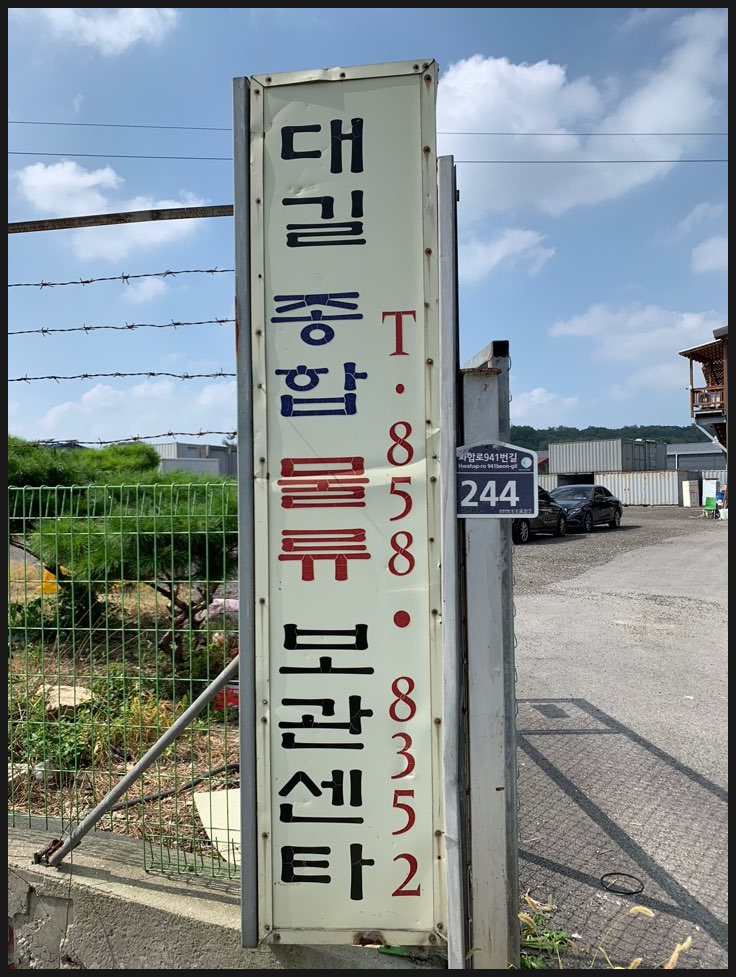 대길 종합 물류 보관센타
T·858·8352
화합로941번길
Hwahap-ro 941beon-gil
244